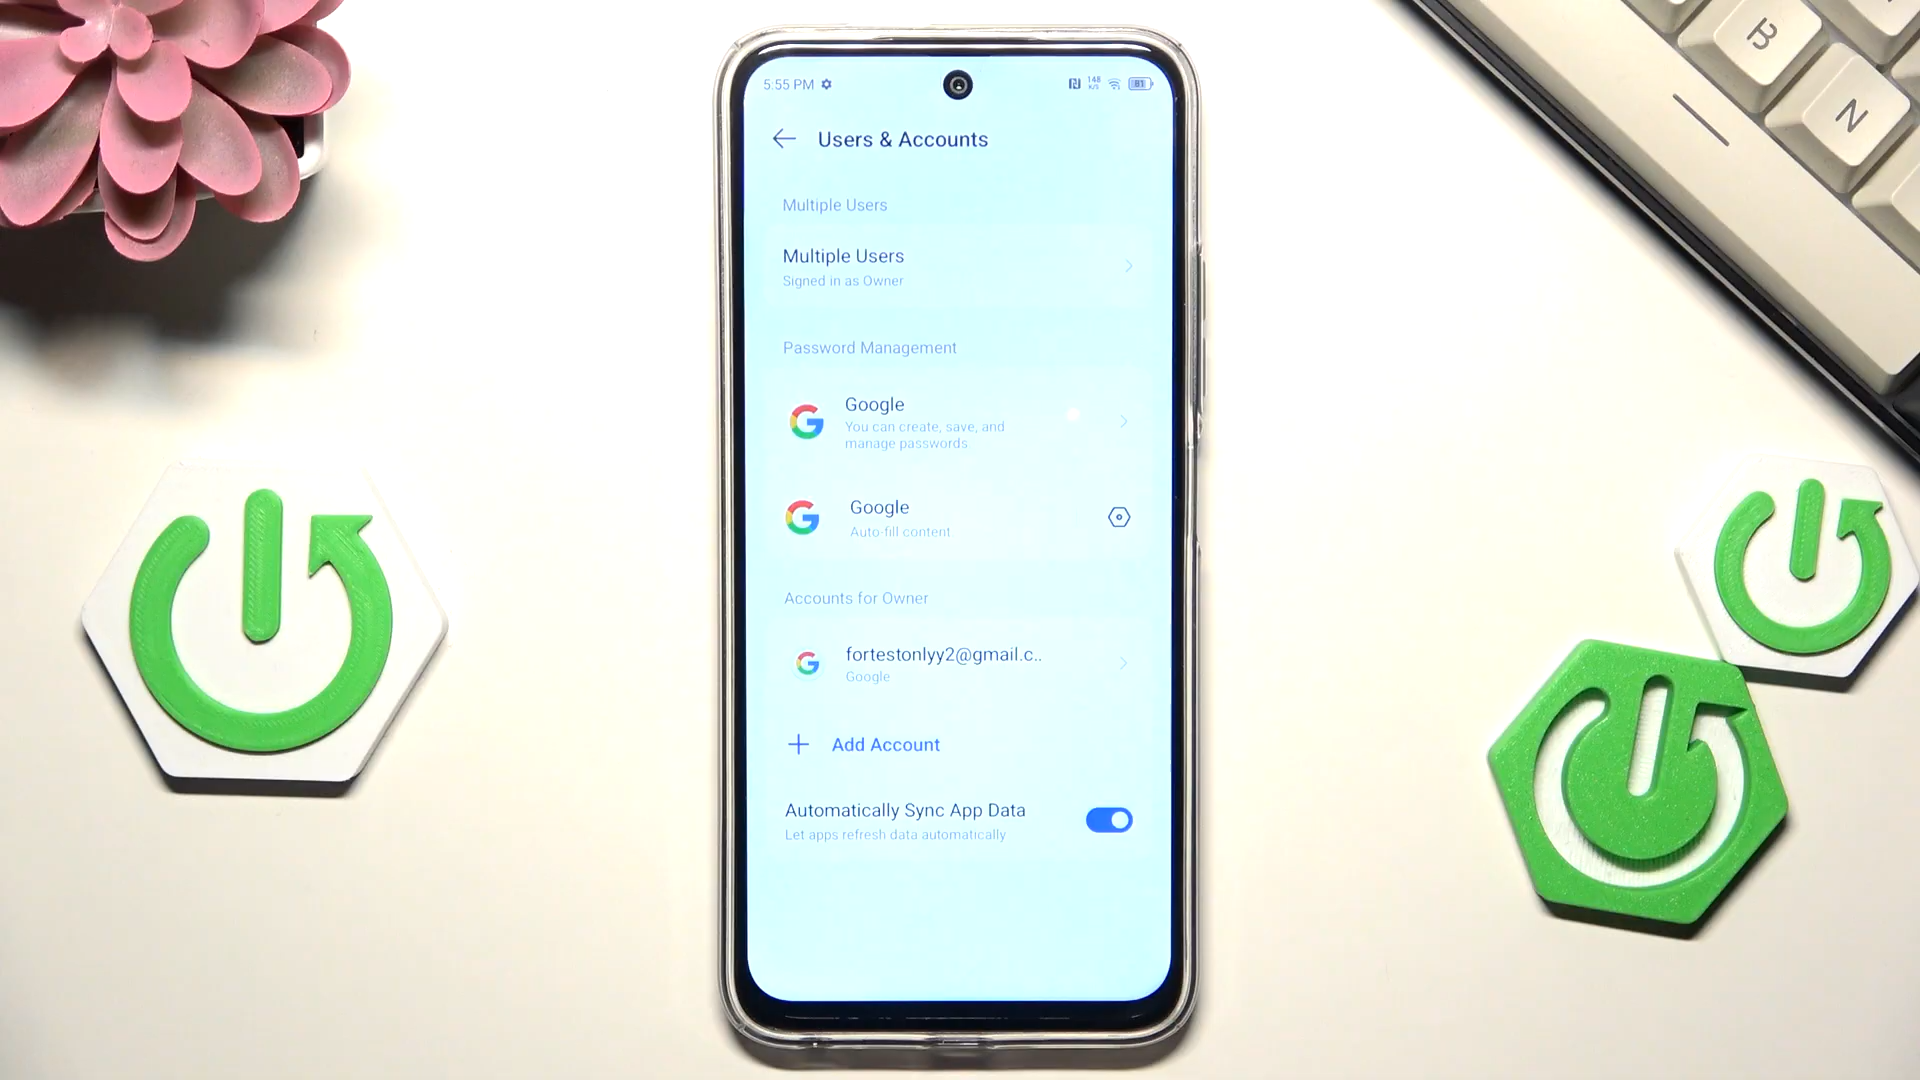 5:55 PM
148
K/S
81
Users & Accounts
Multiple Users
Multiple Users
Signed in as Owner
Password Management
Google
You can create, save, and
manage passwords
Google
Auto-fill content
Accounts for Owner
fortestonlyy2@gmail.c..
Google
Add Account
Automatically Sync App Data
Let apps refresh data automatically
B
N